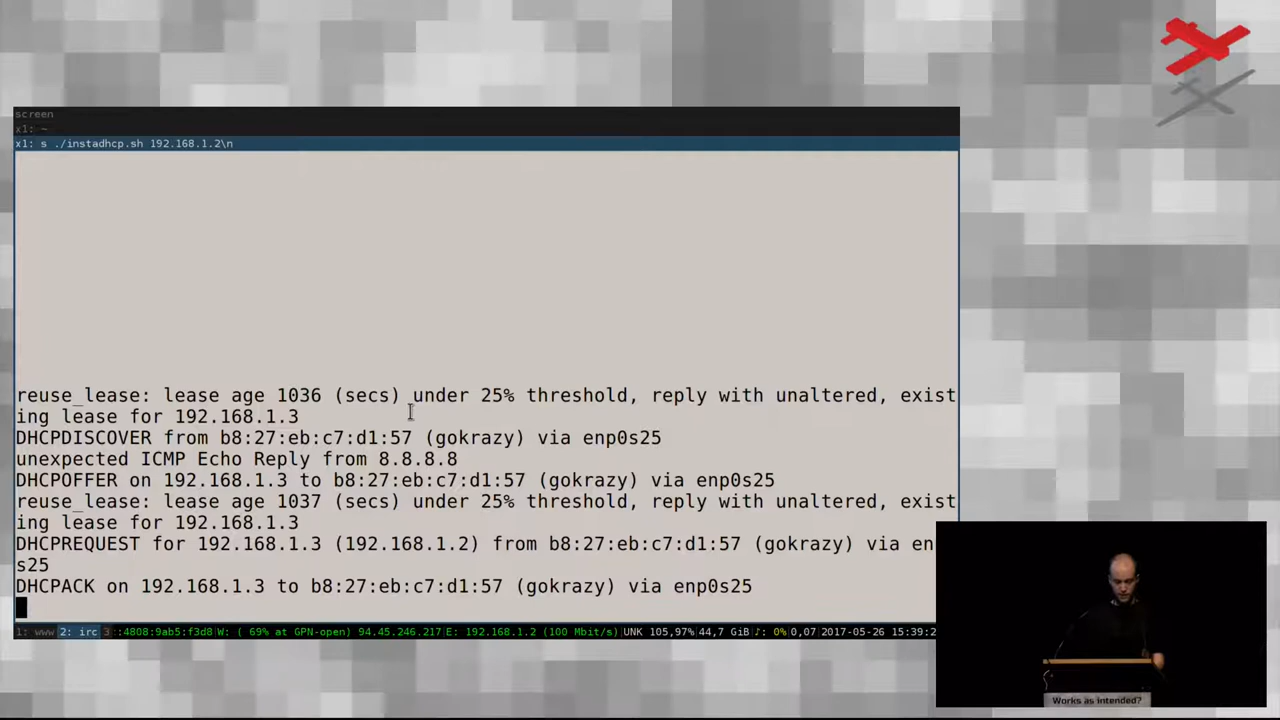 screen
x1: ~
x1: s ./instadhcp.sh 192.168.1.2\n
reuse_lease: lease age 1036 (secs) under 25% threshold, reply with unaltered, exist
ing lease for 192.168.1.3
DHCPDISCOVER from b8:27:eb:c7:d1:57 (gokrazy) via enp0s25
unexpected ICMP Echo Reply from 8.8.8.8
DHCPOFFER on 192.168.1.3 to b8:27:eb:c7:d1:57 (gokrazy) via enp0s25
reuse_lease: lease age 1037 (secs) under 25% threshold, reply with unaltered, exist
ing lease for 192.168.1.3
DHCPREQUEST for 192.168.1.3 (192.168.1.2) from b8:27:eb:c7:d1:57 (gokrazy) via en
s25
DHCPACK on 192.168.1.3 to b8:27:eb:c7:d1:57 (gokrazy) via enp0s25
1: www 2: irc 3 ::4808:9ab5:f3d8|W: ( 69% at GPN-open) 94.45.246.217|E: 192.168.1.2 (100 Mbit/s)|UNK 105,97%|44,7 GiB|♪: 0%|0,07|2017-05-26 15:39:2
Works as intended?